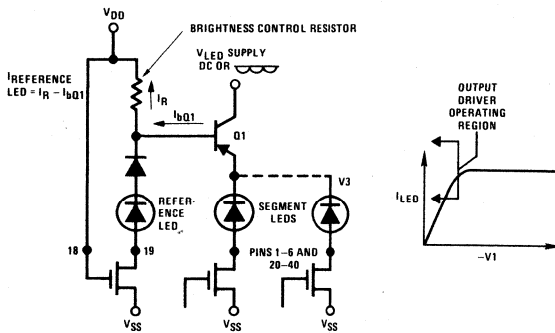 VDD
BRIGHTNESS CONTROL RESISTOR
VLED SUPPLY
DC OR
IREFERENCE
LED = IR – IbQ1
IR
IbQ1
Q1
V3
REFER-
ENCE
LED
SEGMENT
LEDS
18
19
PINS 1–6 AND
20–40
VSS
VSS
VSS
OUTPUT
DRIVER
OPERATING
REGION
ILED
–V1